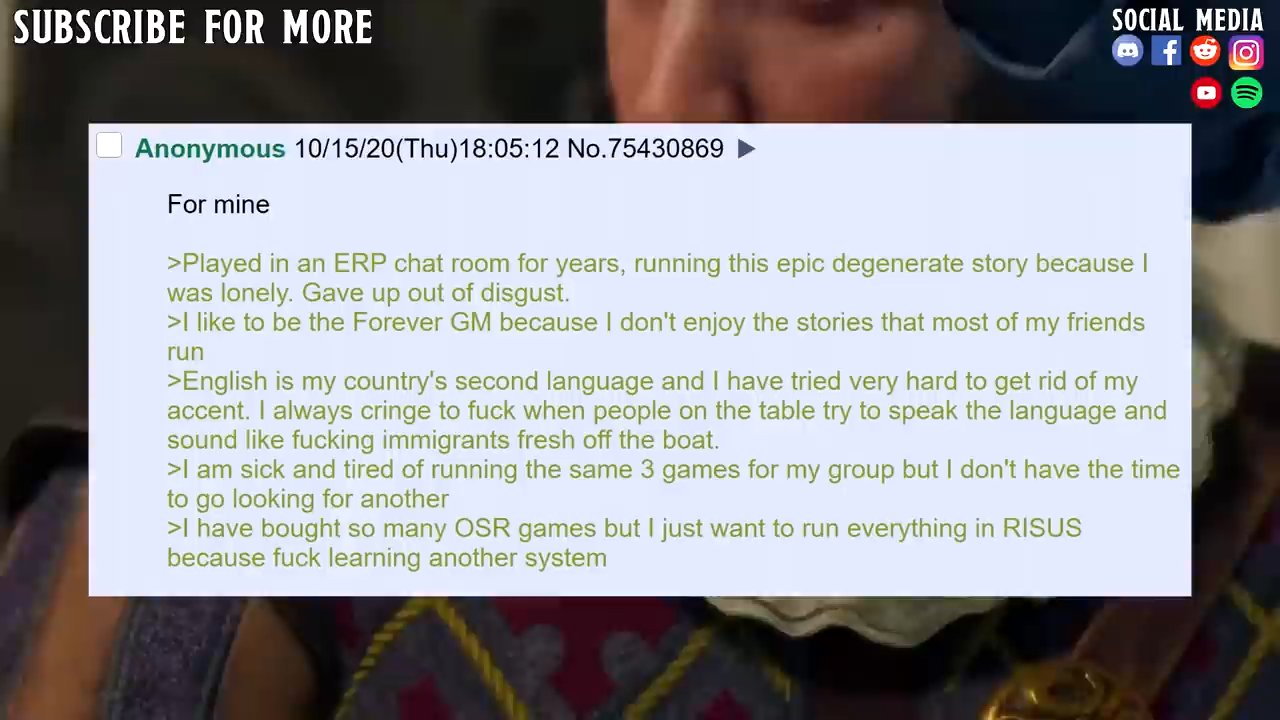 SUBSCRIBE FOR MORE
SOCIAL MEDIA
Anonymous 10/15/20(Thu)18:05:12 No.75430869
For mine
>Played in an ERP chat room for years, running this epic degenerate story because I
was lonely. Gave up out of disgust.
>I like to be the Forever GM because I don't enjoy the stories that most of my friends
run
>English is my country's second language and I have tried very hard to get rid of my
accent. I always cringe to fuck when people on the table try to speak the language and
sound like fucking immigrants fresh off the boat.
>I am sick and tired of running the same 3 games for my group but I don't have the time
to go looking for another
>I have bought so many OSR games but I just want to run everything in RISUS
because fuck learning another system